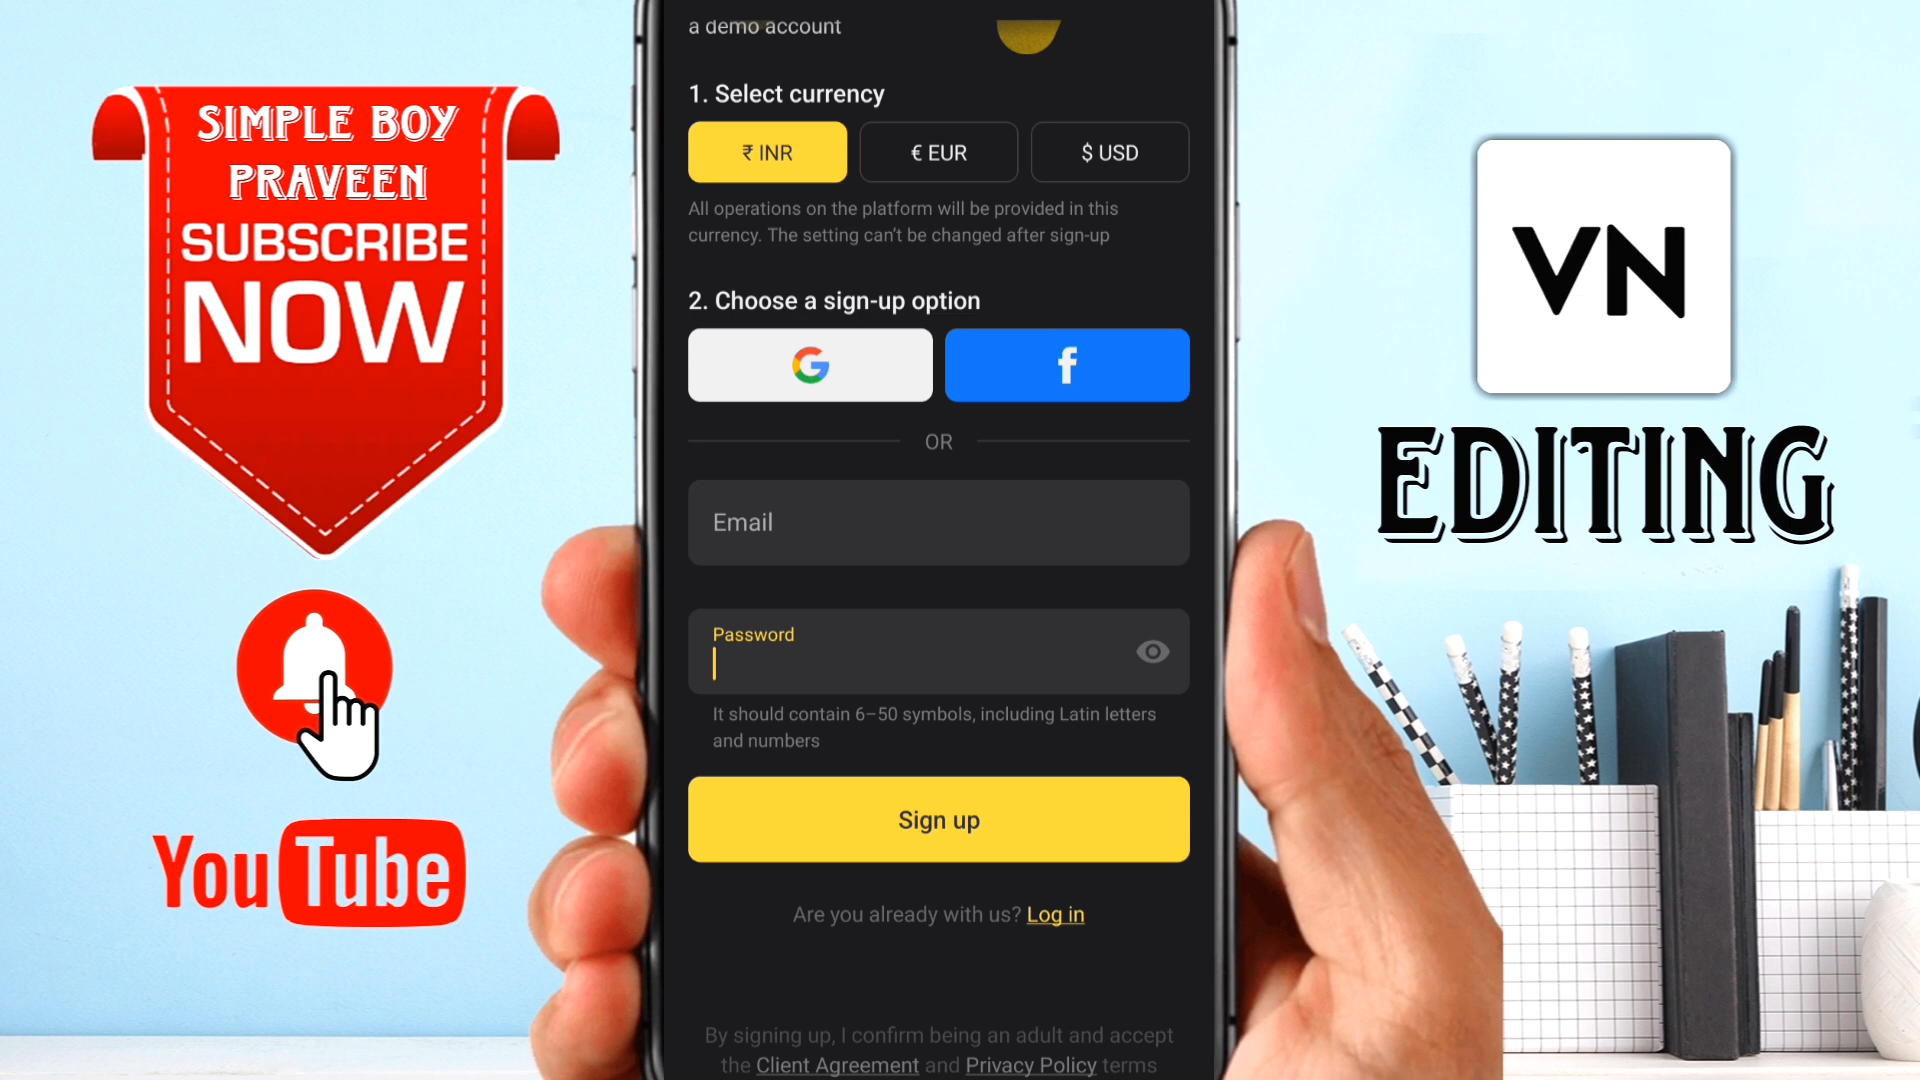 SIMPLE BOY
PRAVEEN
SUBSCRIBE
NOW
YouTube
a demo account
1. Select currency
₹ INR
€ EUR
$ USD
All operations on the platform will be provided in this
currency. The setting can't be changed after sign-up
2. Choose a sign-up option
G
f
OR
Email
Password
It should contain 6–50 symbols, including Latin letters
and numbers
Sign up
Are you already with us? Log in
By signing up, I confirm being an adult and accept
the Client Agreement and Privacy Policy terms
VN
EDITING